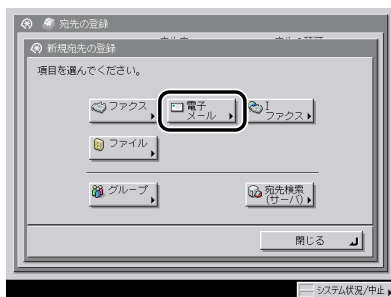 宛先の登録
新規宛先の登録
項目を選んでください。
ファクス
電子
メール
I
ファクス
ファイル
グループ
宛先検索
(サーバ)
閉じる
システム状況/中止